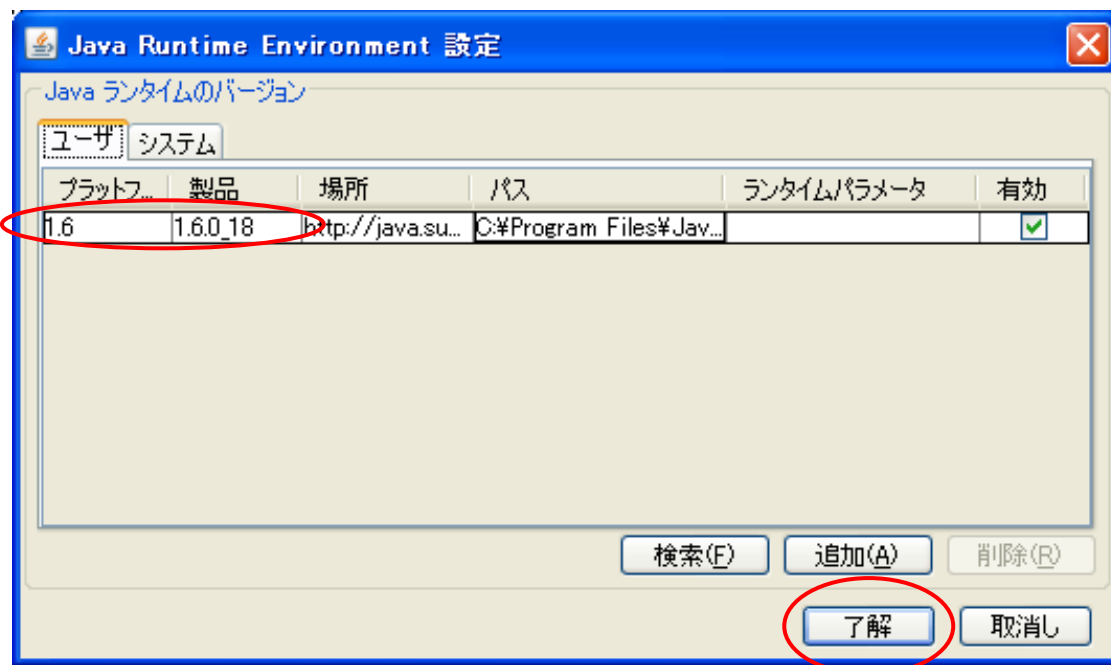 Java Runtime Environment 設定
Java ランタイムのバージョン
ユーザ システム
プラットフ... 製品 場所 パス ランタイムパラメータ 有効
1.6 1.6.0_18 http://java.su... C:¥Program Files¥Jav...
検索(F) 追加(A) 削除(R)
了解 取消し